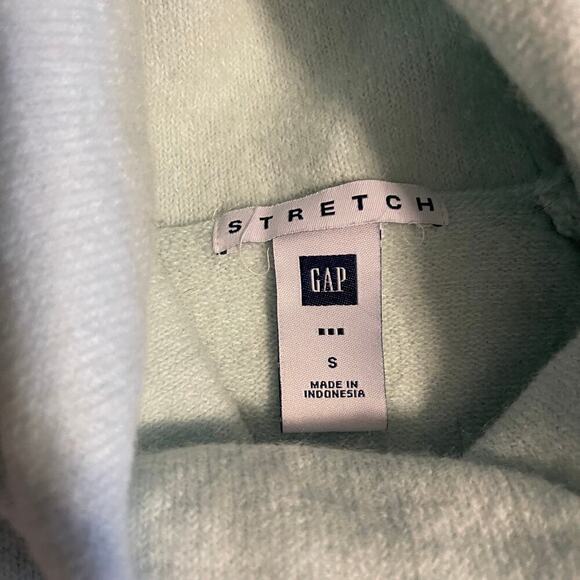 STRETCH
GAP
S
MADE IN
INDONESIA